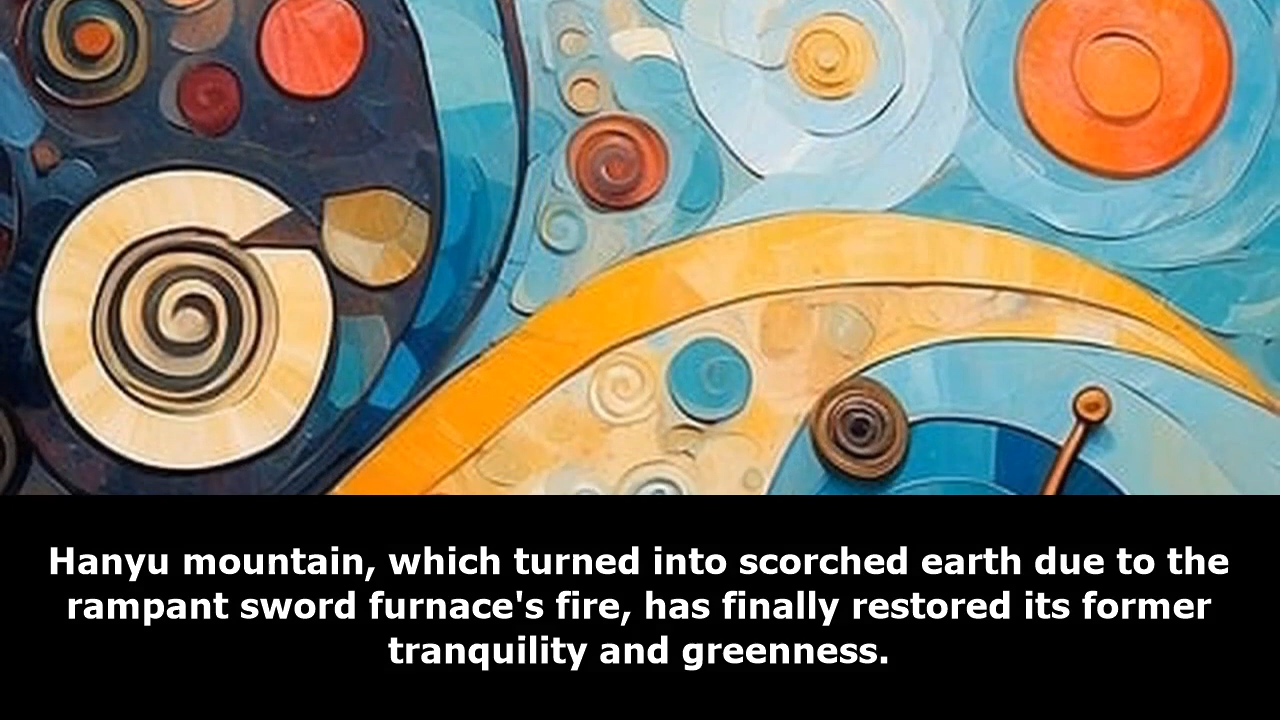 Hanyu mountain, which turned into scorched earth due to the
rampant sword furnace's fire, has finally restored its former
tranquility and greenness.